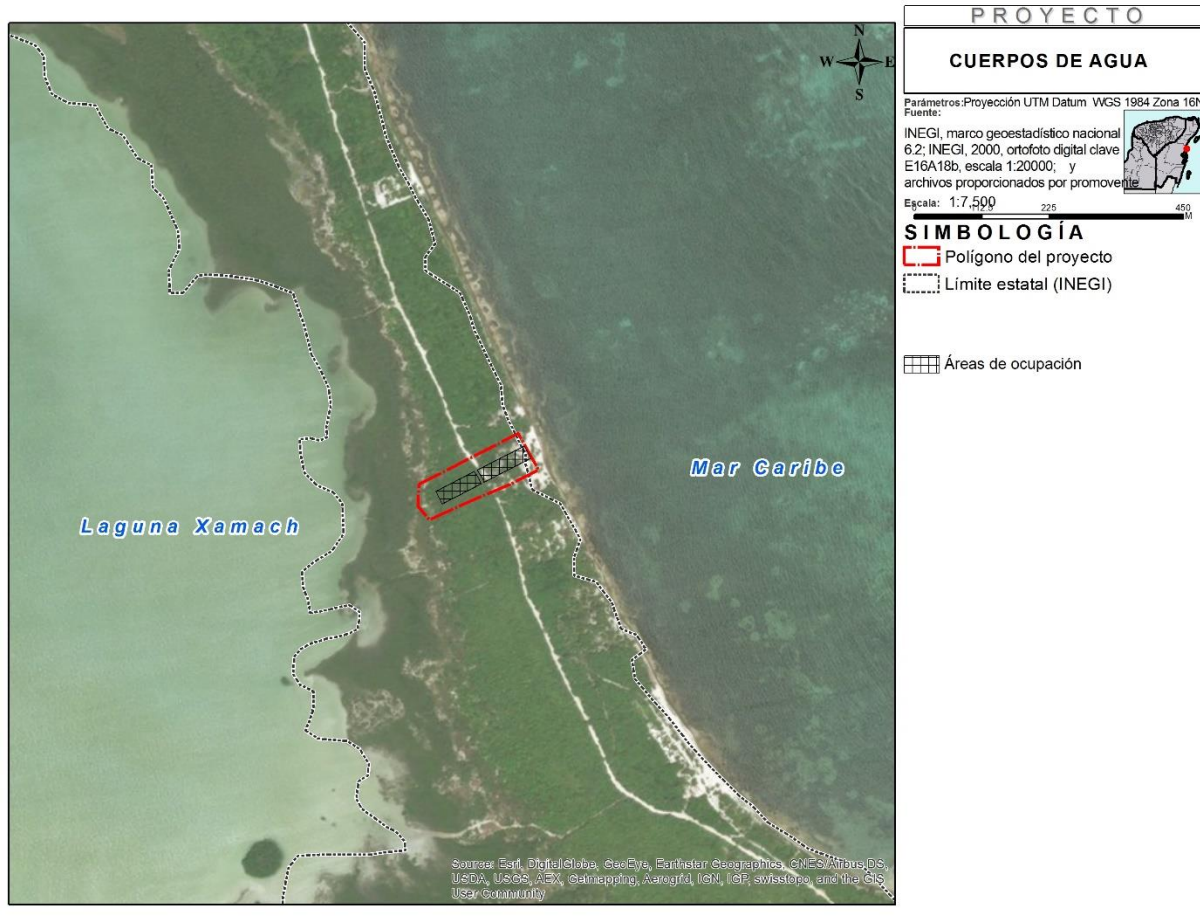 PROYECTO
CUERPOS DE AGUA
Parámetros:Proyección UTM Datum WGS 1984 Zona 16N
Fuente:
INEGI, marco geoestadístico nacional
6.2; INEGI, 2000, ortofoto digital clave
E16A18b, escala 1:20000; y
archivos proporcionados por promovente
Escala: 1:7,500
0 112.5 225 450
M
SIMBOLOGÍA
Polígono del proyecto
Límite estatal (INEGI)
Áreas de ocupación
N
W E
S
Mar Caribe
Laguna Xamach
Source: Esri, DigitalGlobe, GeoEye, Earthstar Geographics, CNES/Airbus DS,
USDA, USGS, AEX, Getmapping, Aerogrid, IGN, IGP, swisstopo, and the GIS
User Community